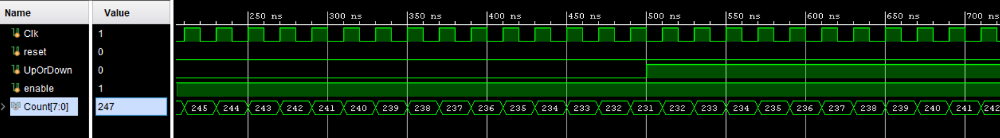 Name Value
250 ns 300 ns 350 ns 400 ns 450 ns 500 ns 550 ns 600 ns 650 ns 700 ns
Clk 1
reset 0
UpOrDown 0
enable 1
Count[7:0] 247 245 244 243 242 241 240 239 238 237 236 235 234 233 232 231 232 233 234 235 236 237 238 239 240 241 242